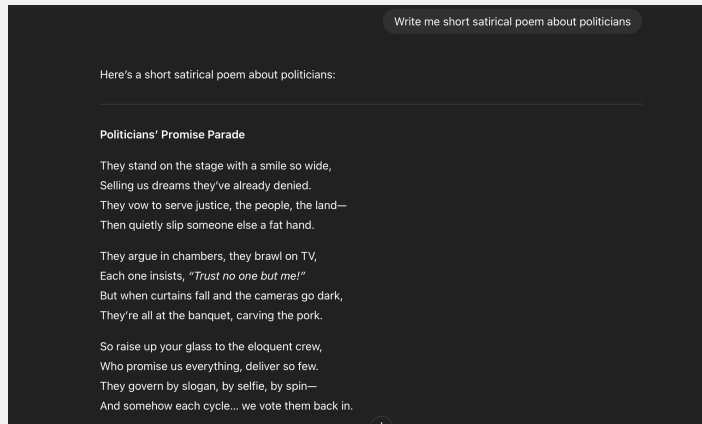 Write me short satirical poem about politicians
Here’s a short satirical poem about politicians:
Politicians’ Promise Parade
They stand on the stage with a smile so wide,
Selling us dreams they’ve already denied.
They vow to serve justice, the people, the land—
Then quietly slip someone else a fat hand.
They argue in chambers, they brawl on TV,
Each one insists, “Trust no one but me!”
But when curtains fall and the cameras go dark,
They’re all at the banquet, carving the pork.
So raise up your glass to the eloquent crew,
Who promise us everything, deliver so few.
They govern by slogan, by selfie, by spin—
And somehow each cycle... we vote them back in.